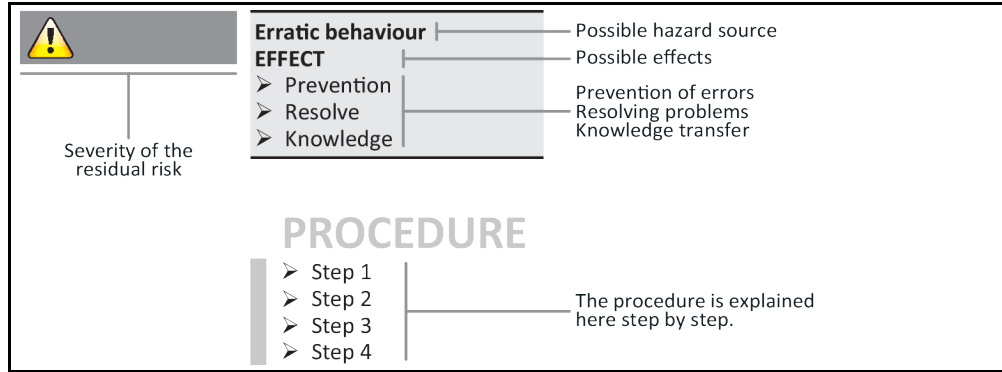 Erratic behaviour
Possible hazard source
EFFECT
Possible effects
➢ Prevention
➢ Resolve
➢ Knowledge
Prevention of errors
Resolving problems
Knowledge transfer
Severity of the
residual risk
PROCEDURE
➢ Step 1
➢ Step 2
➢ Step 3
➢ Step 4
The procedure is explained
here step by step.